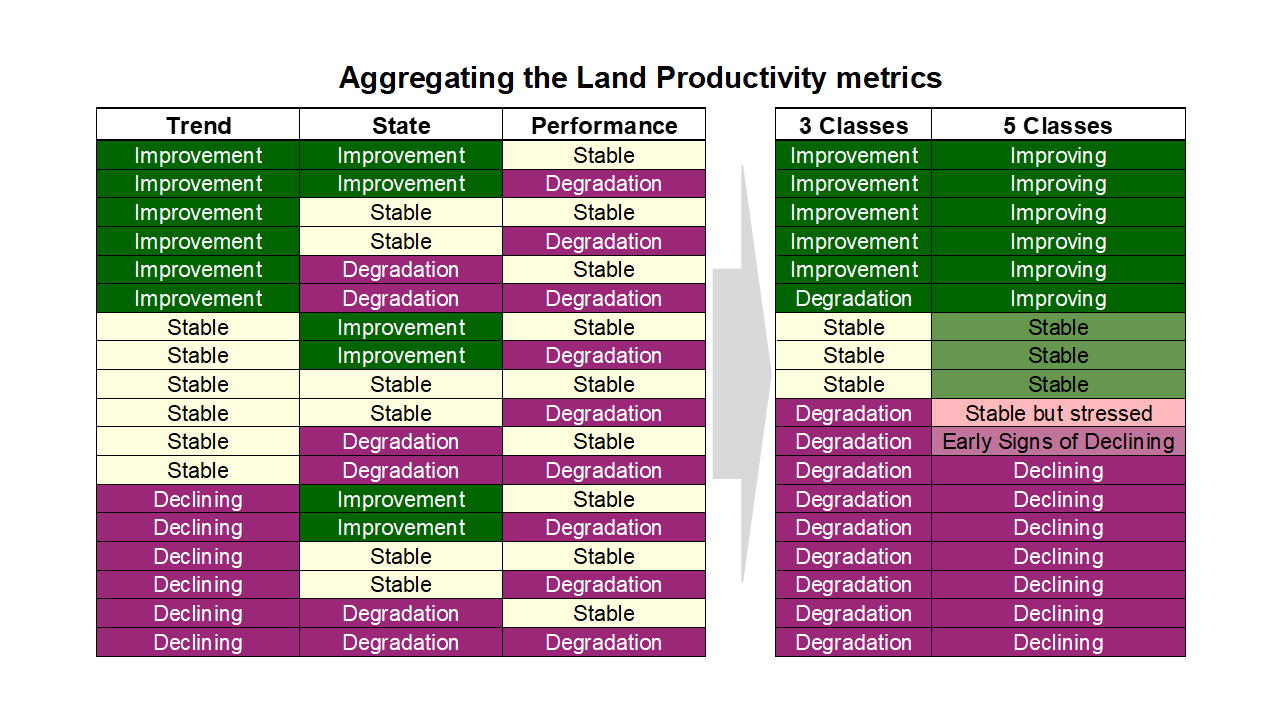 Aggregating the Land Productivity metrics
Trend State Performance 3 Classes 5 Classes
Improvement Improvement Stable Improvement Improving
Improvement Improvement Degradation Improvement Improving
Improvement Stable Stable Improvement Improving
Improvement Stable Degradation Improvement Improving
Improvement Degradation Stable Improvement Improving
Improvement Degradation Degradation Degradation Improving
Stable Improvement Stable Stable Stable
Stable Improvement Degradation Stable Stable
Stable Stable Stable Stable Stable
Stable Stable Degradation Degradation Stable but stressed
Stable Degradation Stable Degradation Early Signs of Declining
Stable Degradation Degradation Degradation Declining
Declining Improvement Stable Degradation Declining
Declining Improvement Degradation Degradation Declining
Declining Stable Stable Degradation Declining
Declining Stable Degradation Degradation Declining
Declining Degradation Stable Degradation Declining
Declining Degradation Degradation Degradation Declining